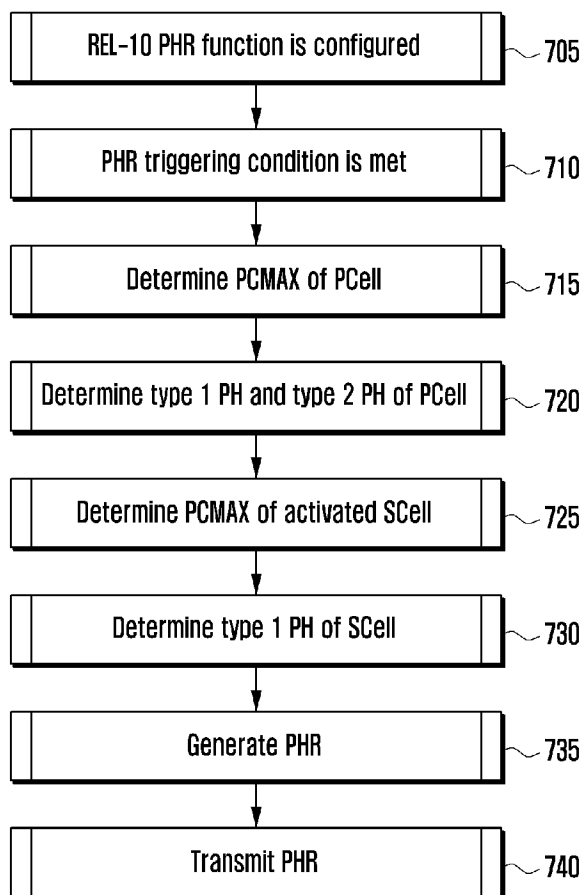 REL-10 PHR function is configured
705
PHR triggering condition is met
710
Determine PCMAX of PCell
715
Determine type 1 PH and type 2 PH of PCell
720
Determine PCMAX of activated SCell
725
Determine type 1 PH of SCell
730
Generate PHR
735
Transmit PHR
740